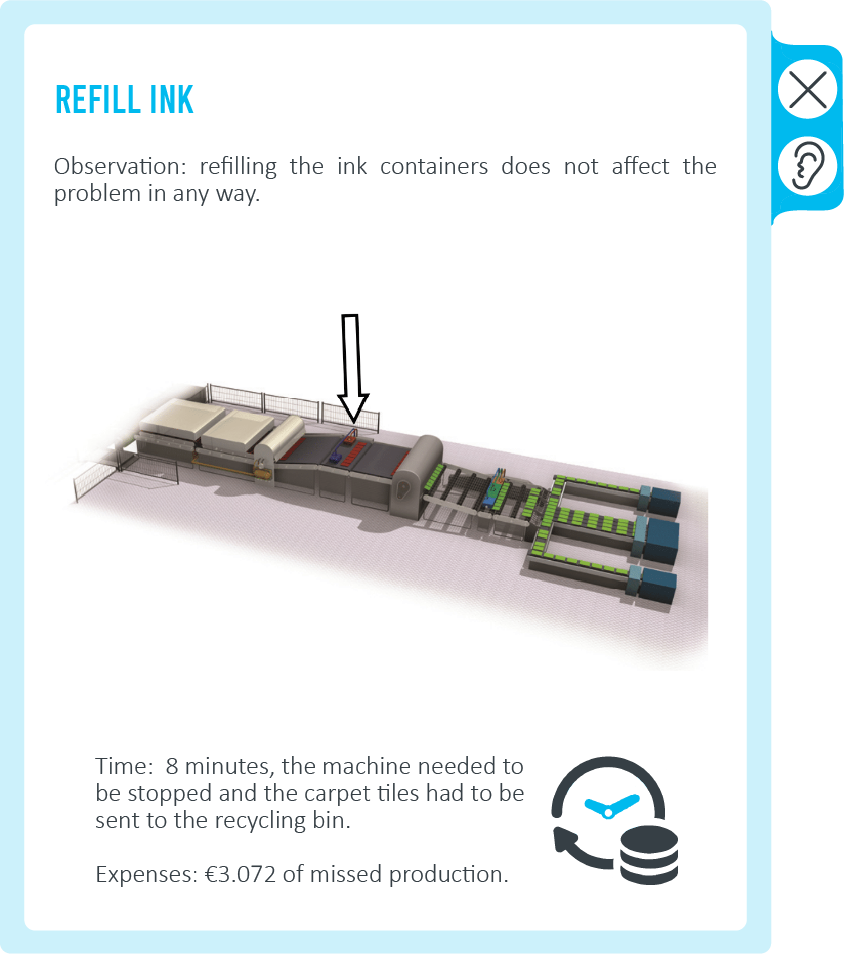 REFILL INK
Observation: refilling the ink containers does not affect the
problem in any way.
Time:  8 minutes, the machine needed to
be stopped and the carpet tiles had to be
sent to the recycling bin.
Expenses: €3.072 of missed production.